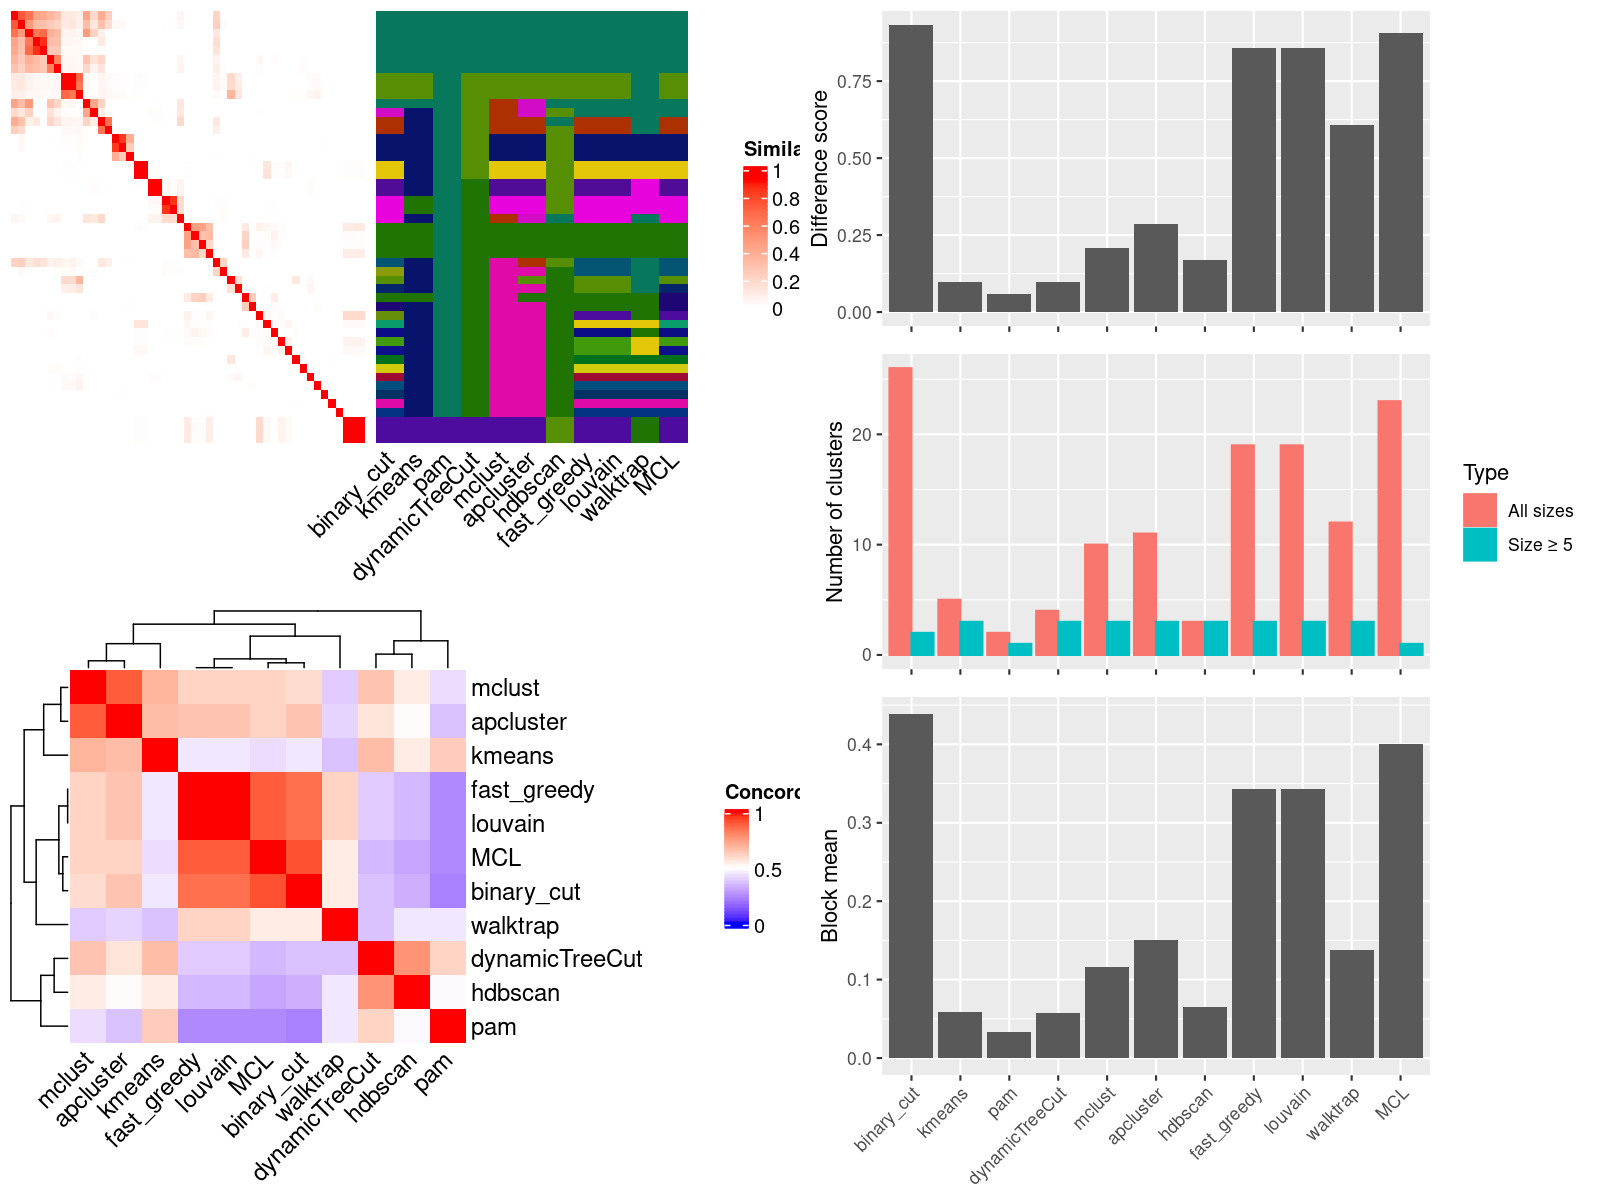 Simila
1
0.8
0.6
0.4
0.2
0
binary_cut
kmeans
pam
dynamicTreeCut
mclust
apcluster
hdbscan
fast_greedy
louvain
walktrap
MCL
mclust
apcluster
kmeans
fast_greedy
louvain
MCL
binary_cut
walktrap
dynamicTreeCut
hdbscan
pam
mclust
apcluster
kmeans
fast_greedy
louvain
MCL
binary_cut
walktrap
dynamicTreeCut
hdbscan
pam
Concord
1
0.5
0
Difference score
0.75
0.50
0.25
0.00
Number of clusters
20
10
0
Type
All sizes
Size ≥ 5
Block mean
0.4
0.3
0.2
0.1
0.0
binary_cut
kmeans
pam
dynamicTreeCut
mclust
apcluster
hdbscan
fast_greedy
louvain
walktrap
MCL